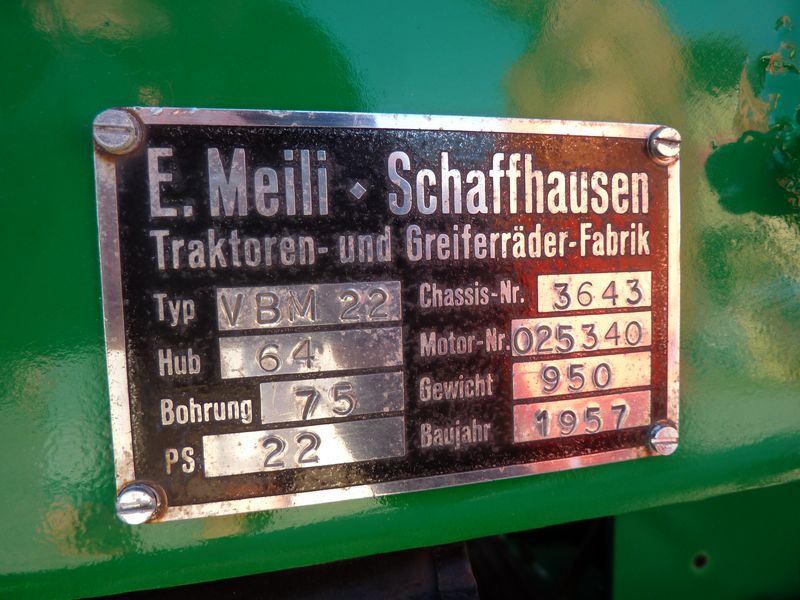 E. Meili · Schaffhausen
Traktoren- und Greiferräder-Fabrik
Typ VBM 22
Hub 64
Bohrung 75
PS 22
Chassis-Nr. 3643
Motor-Nr. 025340
Gewicht 950
Baujahr 1957